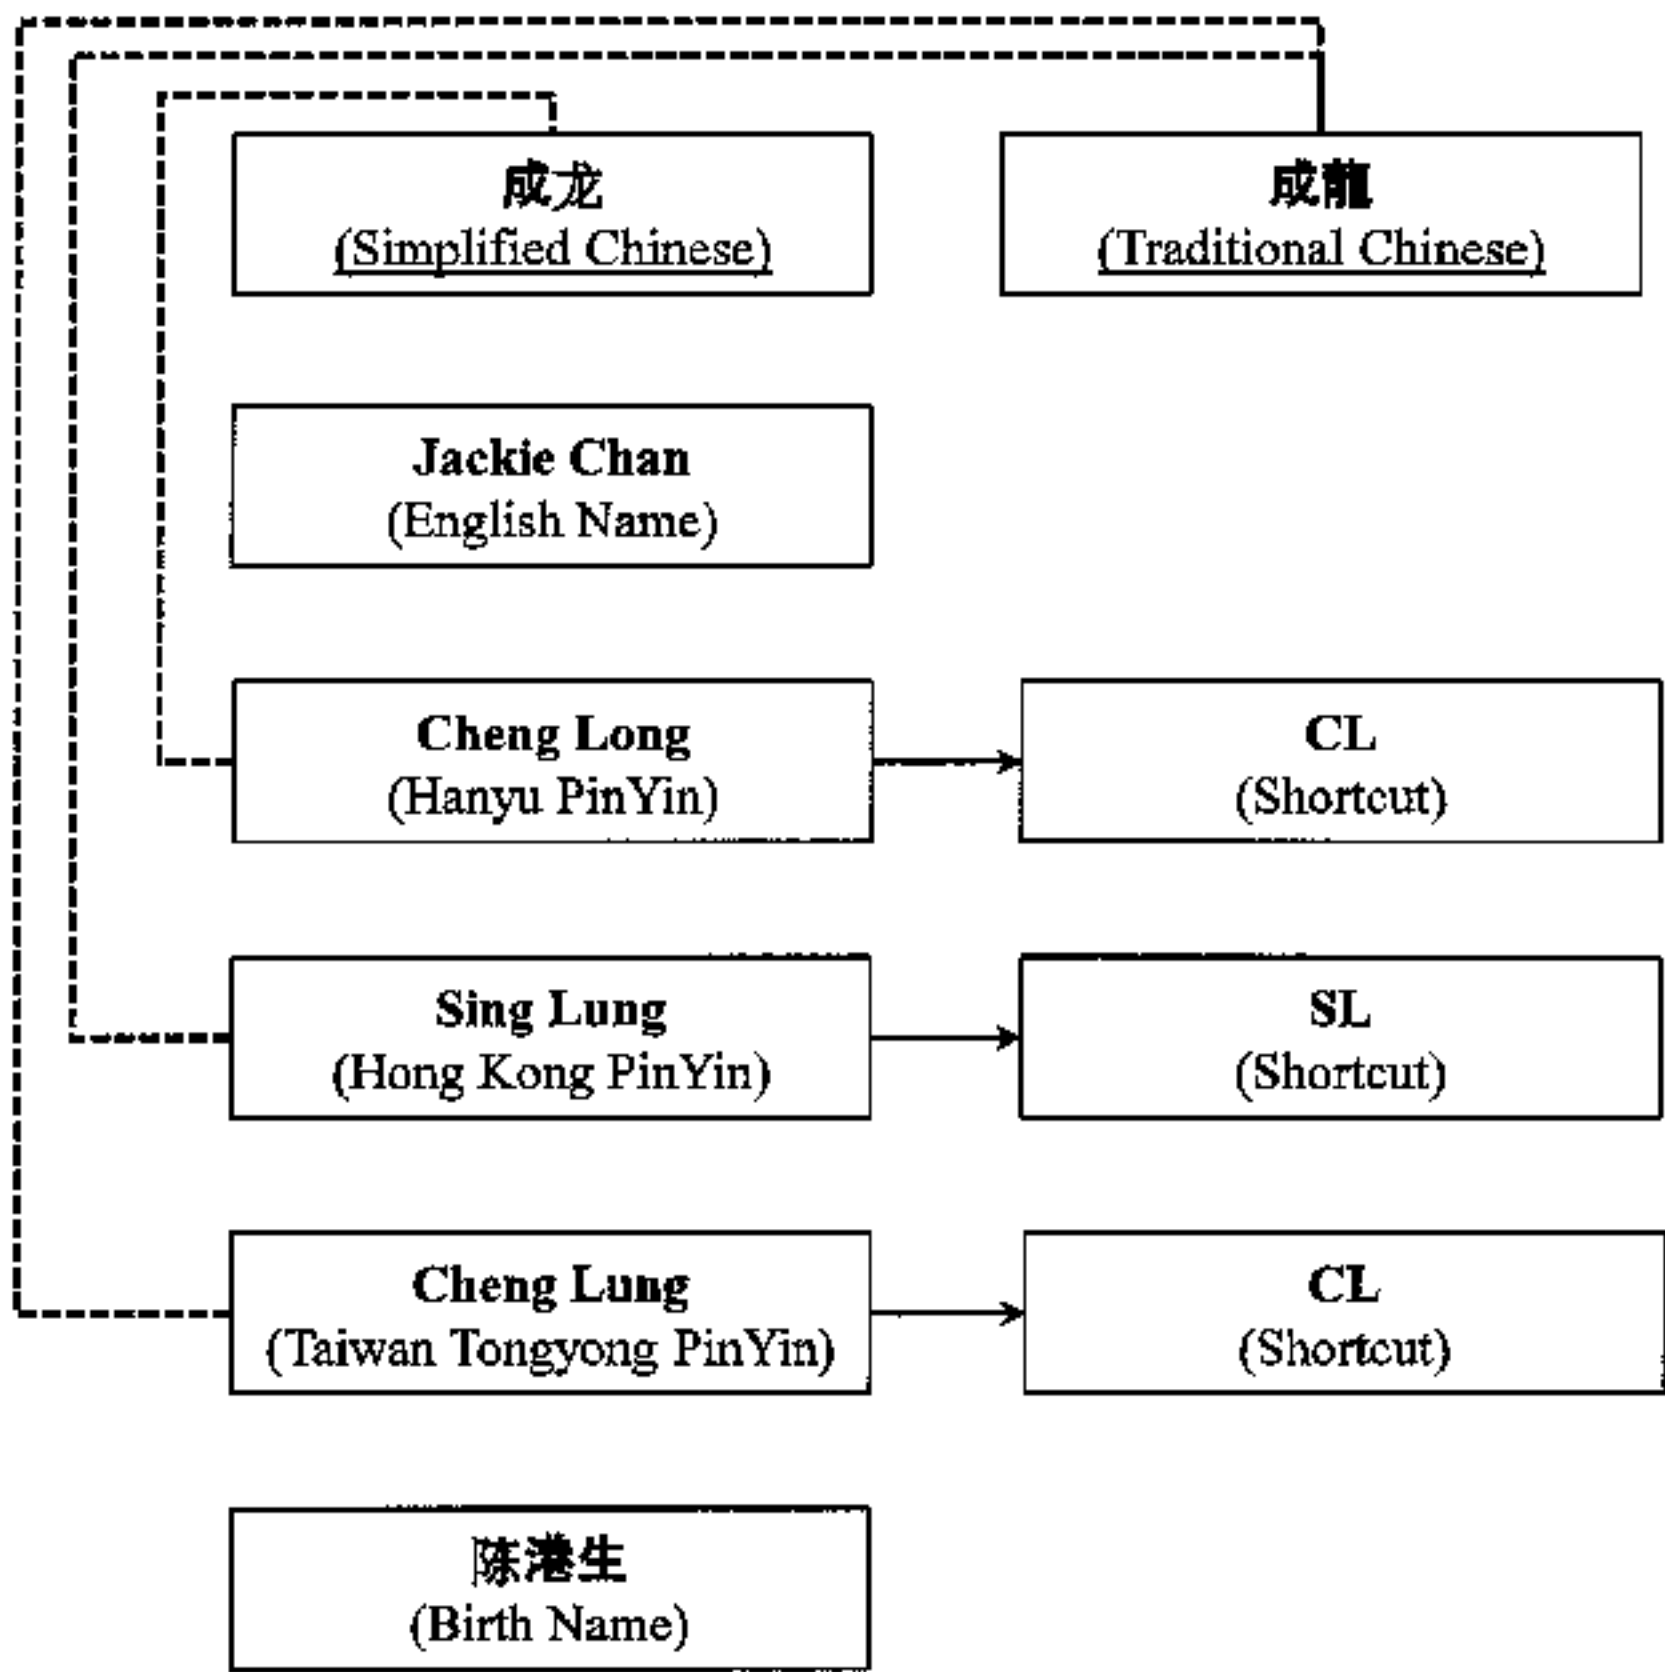 成龙
(Simplified Chinese)
成龍
(Traditional Chinese)
Jackie Chan
(English Name)
Cheng Long
(Hanyu PinYin)
CL
(Shortcut)
Sing Lung
(Hong Kong PinYin)
SL
(Shortcut)
Cheng Lung
(Taiwan Tongyong PinYin)
CL
(Shortcut)
陈港生
(Birth Name)